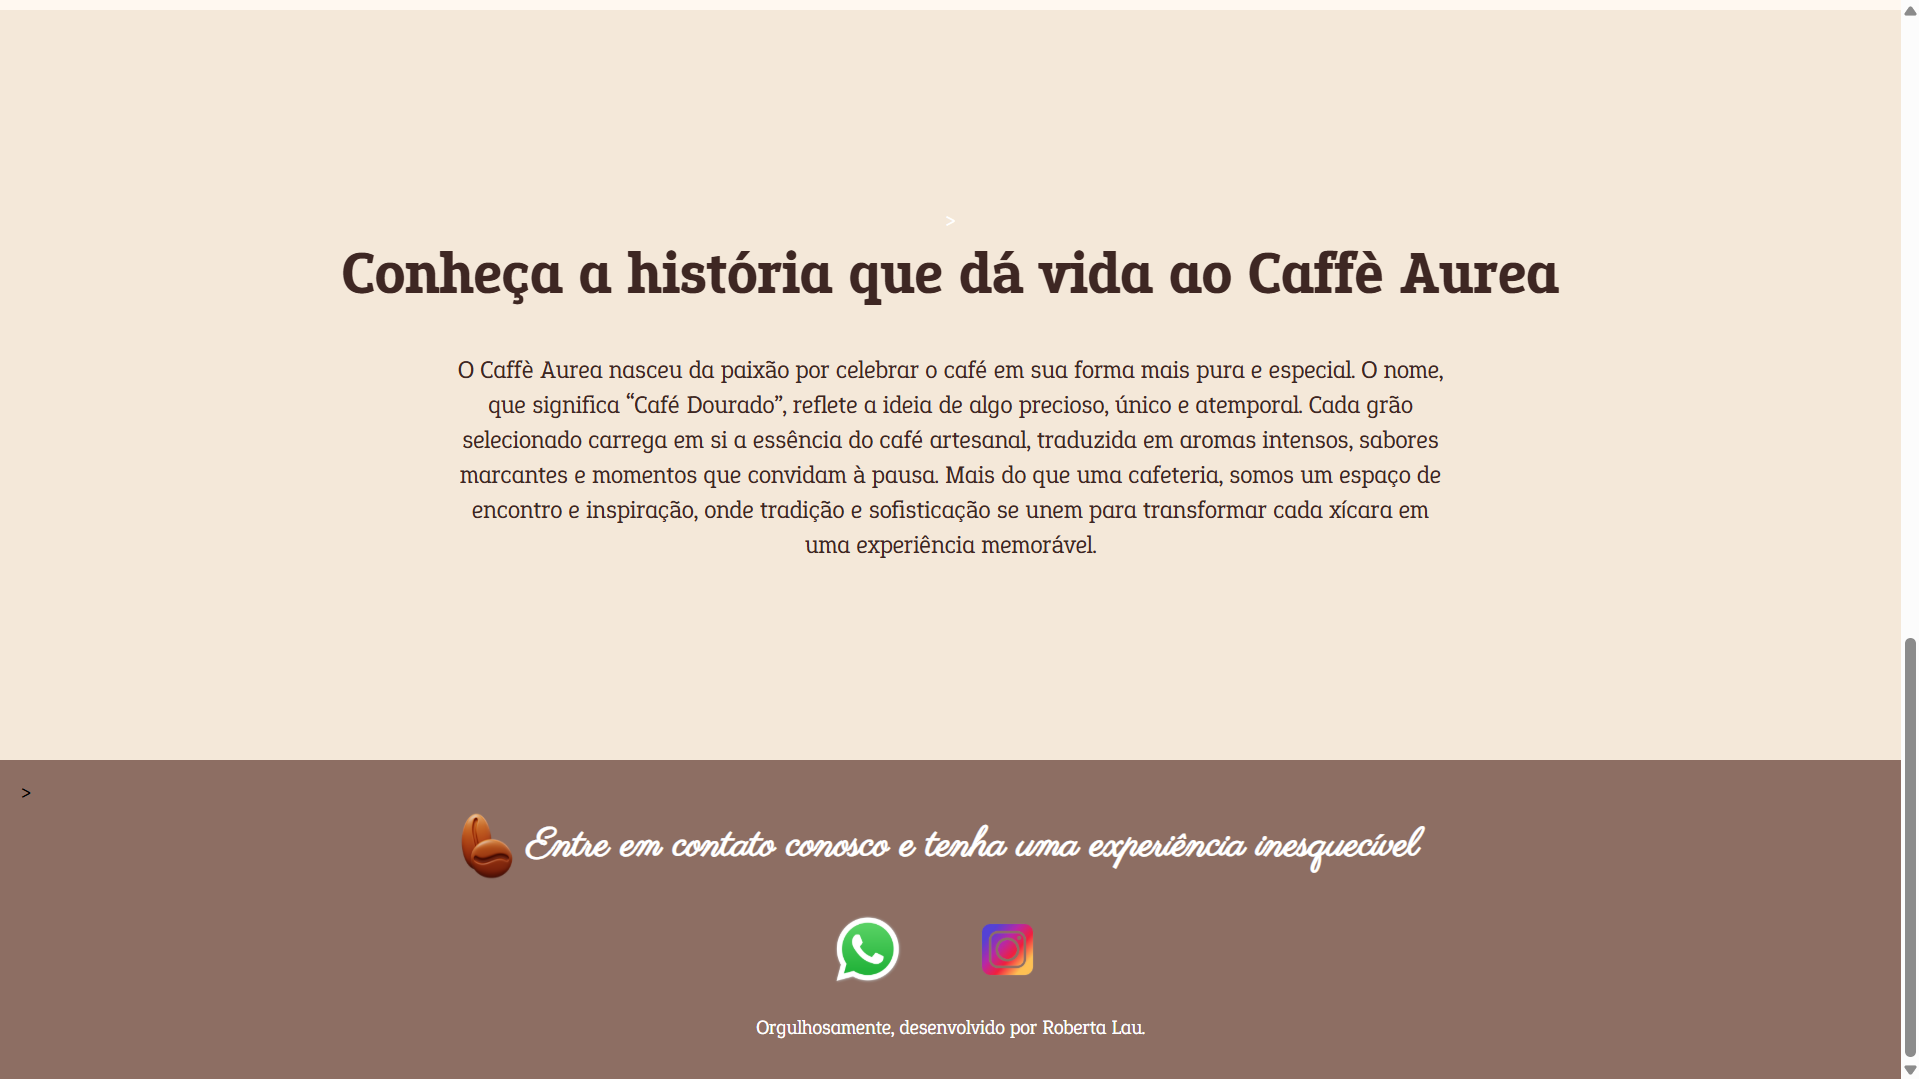 >
Conheça a história que dá vida ao Caffè Aurea
O Caffè Aurea nasceu da paixão por celebrar o café em sua forma mais pura e especial. O nome,
que significa “Café Dourado”, reflete a ideia de algo precioso, único e atemporal. Cada grão
selecionado carrega em si a essência do café artesanal, traduzida em aromas intensos, sabores
marcantes e momentos que convidam à pausa. Mais do que uma cafeteria, somos um espaço de
encontro e inspiração, onde tradição e sofisticação se unem para transformar cada xícara em
uma experiência memorável.
>
Entre em contato conosco e tenha uma experiência inesquecível
Orgulhosamente, desenvolvido por Roberta Lau.